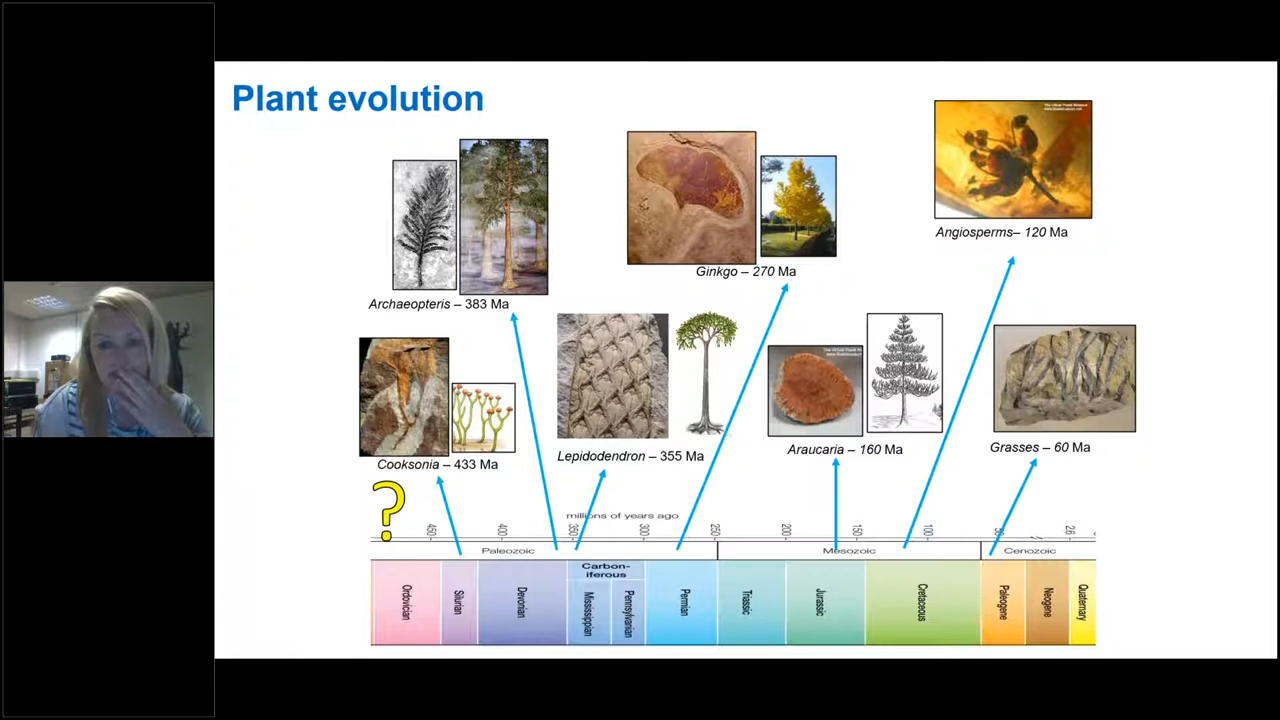 Plant evolution
Archaeopteris – 383 Ma
Ginkgo – 270 Ma
Angiosperms– 120 Ma
Cooksonia – 433 Ma
Lepidodendron – 355 Ma
Araucaria – 160 Ma
Grasses – 60 Ma
?
millions of years ago
450 400 350 300 250 200 150 100 50 2.6
Paleozoic Mesozoic Cenozoic
Carbon-
iferous
Ordovician Silurian Devonian Mississippian Pennsylvanian Permian Triassic Jurassic Cretaceous Paleogene Neogene Quaternary